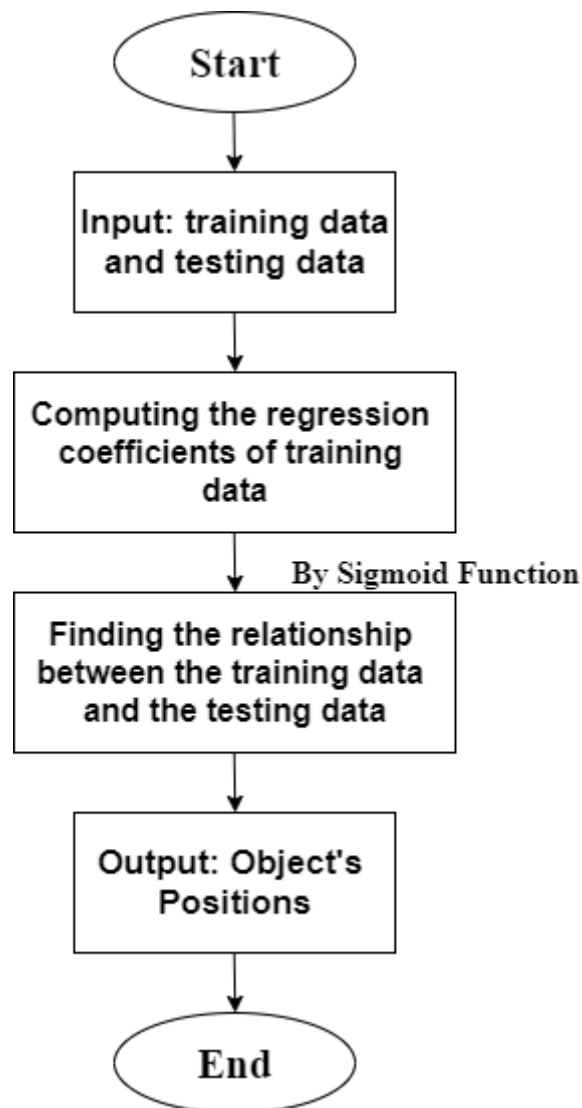 Start
Input: training data
and testing data
Computing the regression
coefficients of training
data
By Sigmoid Function
Finding the relationship
between the training data
and the testing data
Output: Object's
Positions
End